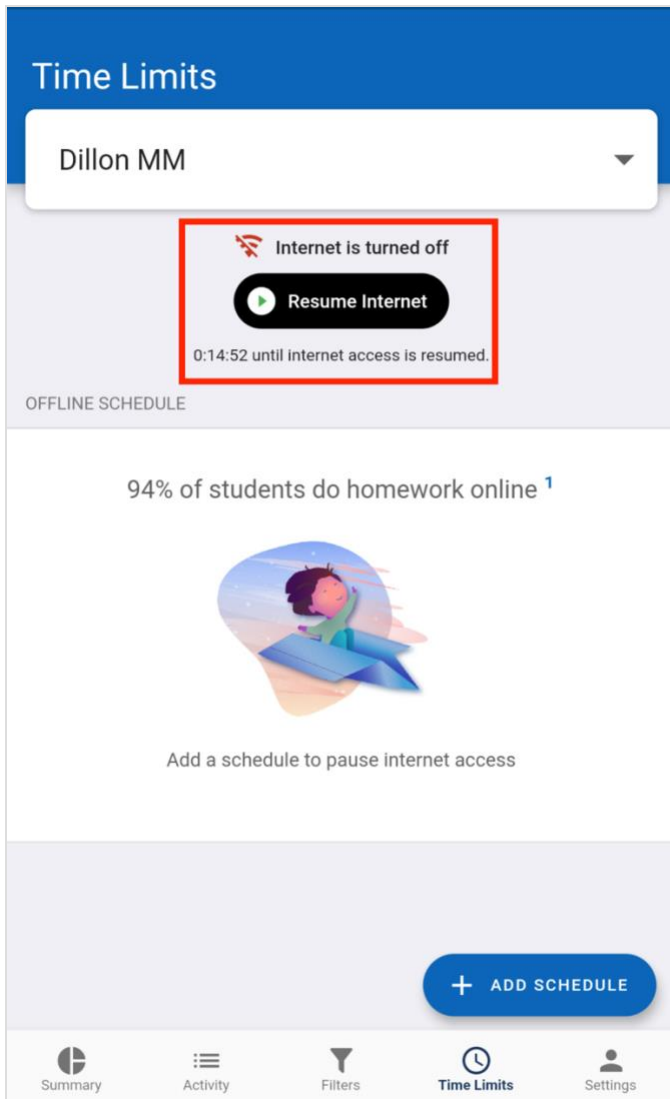 Time Limits
Dillon MM
Internet is turned off
Resume Internet
0:14:52 until internet access is resumed.
OFFLINE SCHEDULE
94% of students do homework online 1
Add a schedule to pause internet access
+ ADD SCHEDULE
Summary
Activity
Filters
Time Limits
Settings